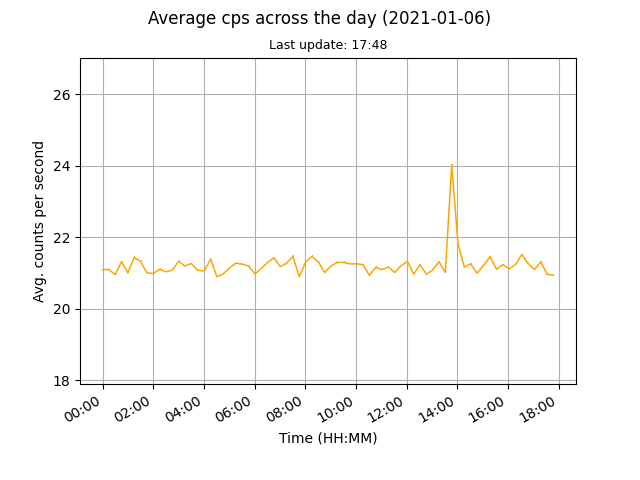 Average cps across the day (2021-01-06)
Last update: 17:48
26
24
22
20
18
Avg. counts per second
00:00 02:00 04:00 06:00 08:00 10:00 12:00 14:00 16:00 18:00
Time (HH:MM)